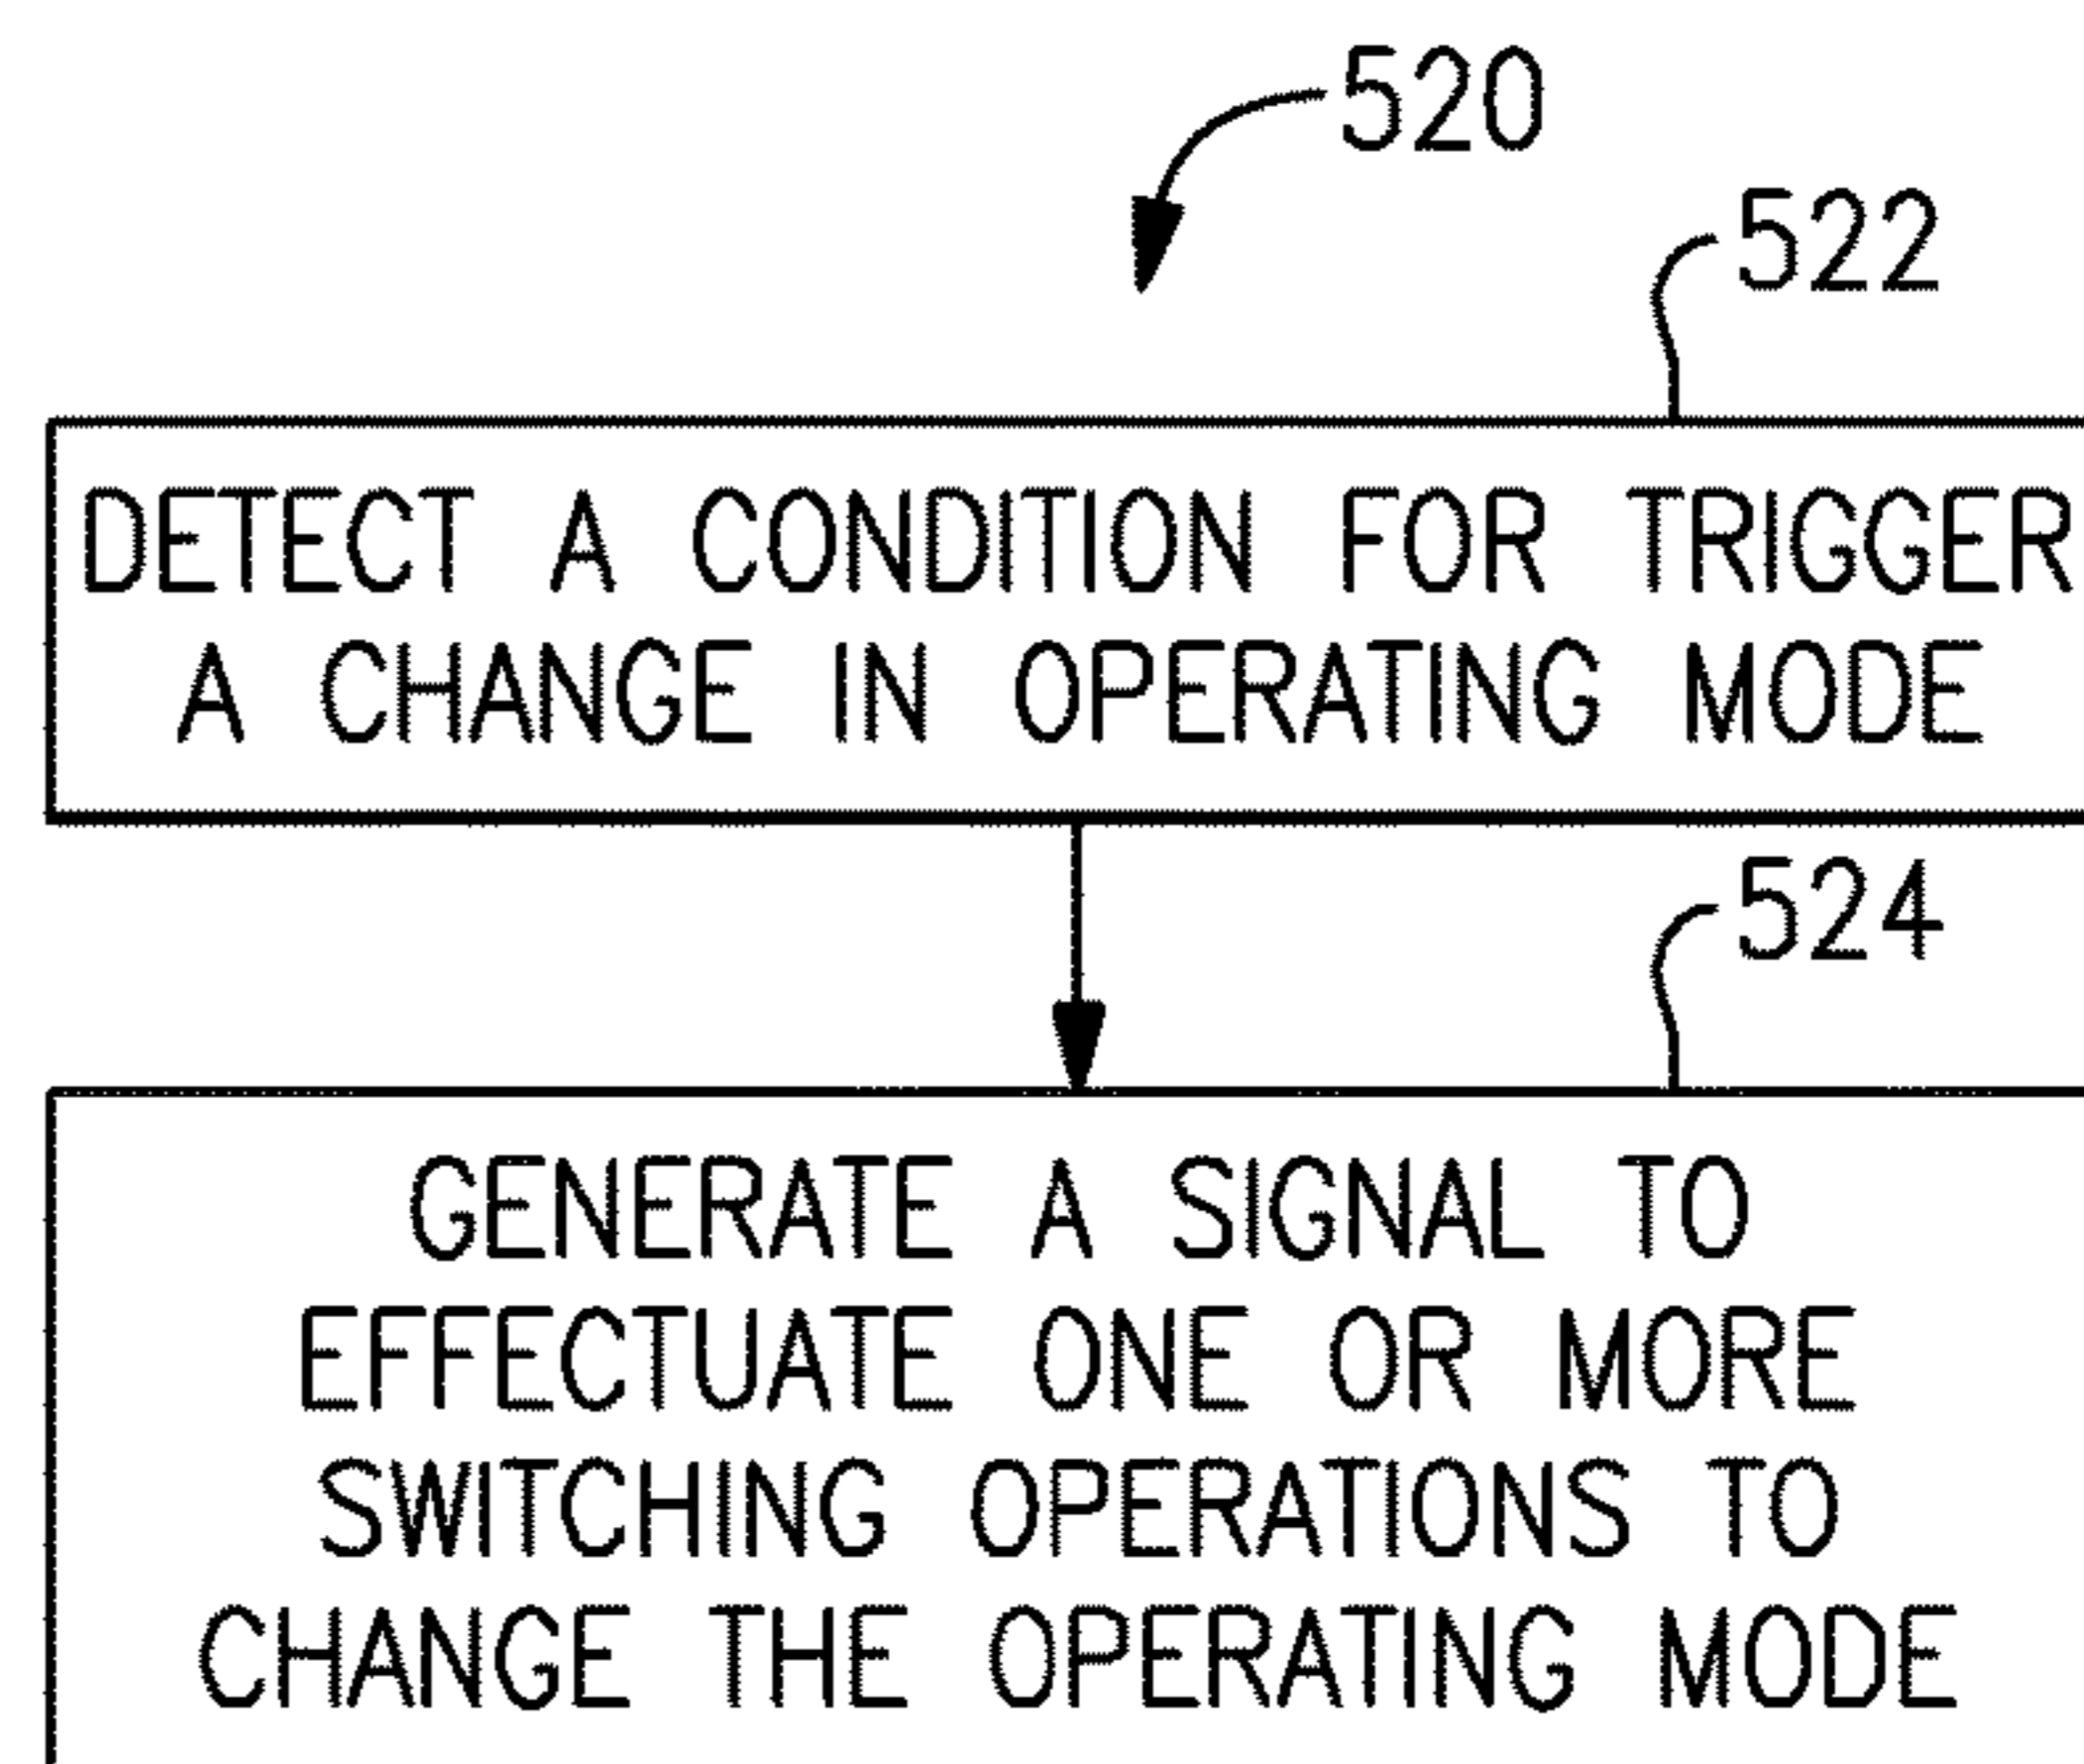 520
522
DETECT A CONDITION FOR TRIGGER
A CHANGE IN OPERATING MODE
524
GENERATE A SIGNAL TO
EFFECTUATE ONE OR MORE
SWITCHING OPERATIONS TO
CHANGE THE OPERATING MODE